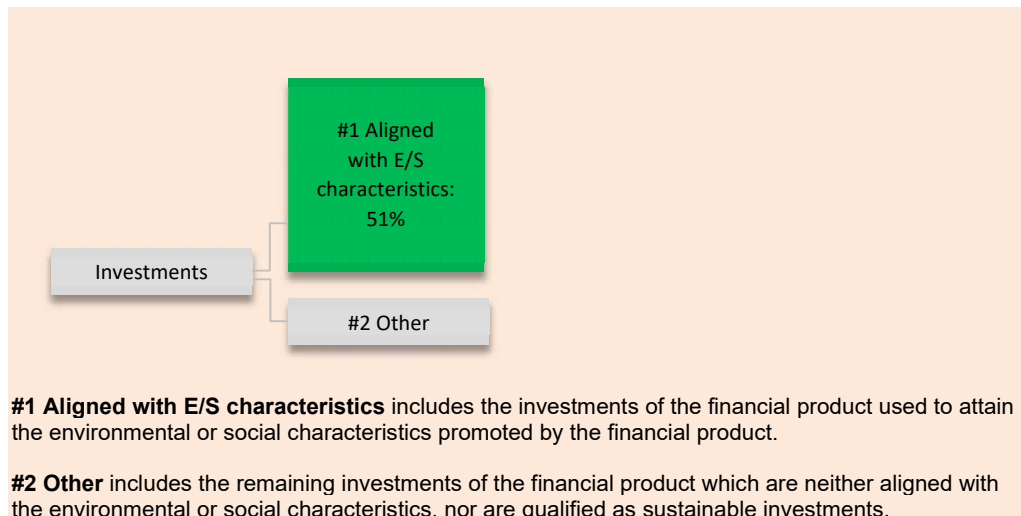 #1 Aligned
with E/S
characteristics:
51%
Investments
#2 Other
#1 Aligned with E/S characteristics includes the investments of the financial product used to attain
the environmental or social characteristics promoted by the financial product.
#2 Other includes the remaining investments of the financial product which are neither aligned with
the environmental or social characteristics, nor are qualified as sustainable investments.